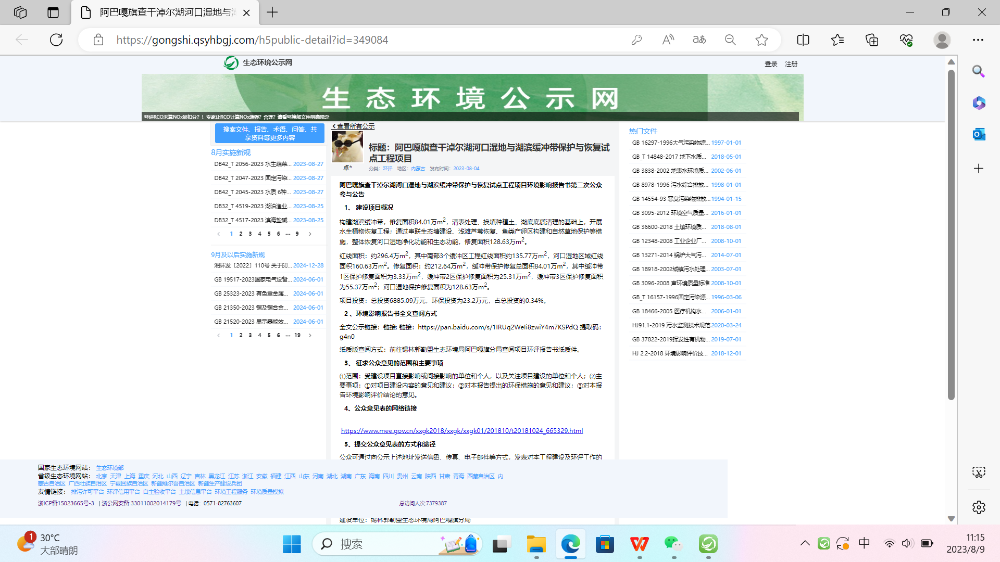 阿巴嘎旗查干淖尔湖河口湿地与湖
https://gongshi.qsyhbgj.com/h5public-detail?id=349084
生态环境公示网
登录 注册
生态环境公示网
环评RCO未算NOx被扣分？！专家让RCO计算NOx源强？合理？请看环境部文件明确规定
搜索文件、报告、术语、问答、共
享资料等更多内容
8月实施新规
DB42_T 2056-2023 水生蔬菜... 2023-08-27
DB42_T 2047-2023 固定污染... 2023-08-27
DB42_T 2045-2023 水质 6种... 2023-08-27
DB32_T 4519-2023 湖泊渔业... 2023-08-25
DB32_T 4517-2023 滨海盐碱... 2023-08-25
1 2 3 4 5 6 ... 9
9月及以后实施新规
湘环发〔2022〕110号 关于印... 2024-12-28
GB 19517-2023国家电气设备... 2024-06-01
GB 25323-2023 有色重金属... 2024-06-01
GB 21350-2023 铜及铜合金... 2024-06-01
GB 21520-2023 显示器能效... 2024-06-01
1 2 3 4 5 6 ... 19
查看所有公示
卓*
标题：阿巴嘎旗查干淖尔湖河口湿地与湖滨缓冲带保护与恢复试
点工程项目
分类：环评 地区：内蒙古 发布时间：2023-08-04
阿巴嘎旗查干淖尔湖河口湿地与湖滨缓冲带保护与恢复试点工程项目环境影响报告书第二次公众
参与公告
1、 建设项目概况
构建湖滨缓冲带，修复面积84.01万m²，清表处理、换填种植土、湖底底质清理的基础上，开展
水生植物恢复工程；通过串联生态塘建设、浅滩芦苇恢复、鱼类产卵区构建和自然草地保护等措
施，整体恢复河口湿地净化功能和生态功能，修复面积128.63万m²。
红线面积：约296.4万m²，其中南部3个缓冲区工程红线面积约135.77万m²，河口湿地区域红线
面积160.63万m²。修复面积：约212.64万m²，缓冲带保护修复总面积84.01万m²，其中缓冲带
1区保护修复面积为3.33万m²，缓冲带2区保护修复面积为25.31万m²，缓冲带3区保护修复面积
为55.37万m²；河口湿地保护修复面积为128.63万m²。
项目投资：总投资6885.09万元，环保投资为23.2万元，占总投资的0.34%。
2 、环境影响报告书全文查阅方式
全文公示链接：链接: 链接：https://pan.baidu.com/s/1IRUq2WeIi8zwiY4m7KSPdQ 提取码：
g4n0
纸质版查阅方式：前往锡林郭勒盟生态环境局阿巴嘎旗分局查阅项目环评报告书纸质件。
3、 征求公众意见的范围和主要事项
⑴范围：受建设项目直接影响或间接影响的单位和个人，以及关注项目建设的单位和个人；⑵主
要事项：①对项目建设内容的意见和建议；②对本报告提出的环保措施的意见和建议；③对本报
告环境影响评价结论的意见。
4、公众意见表的网络链接
https://www.mee.gov.cn/xxgk2018/xxgk/xxgk01/201810/t20181024_665329.html
5、提交公众意见表的方式和途径
公众可通过向公示上述地址发送信函、传真、电子邮件等方式，发表对本工程建设及环评工作的
建设单位：锡林郭勒盟生态环境局阿巴嘎旗分局
热门文件
GB 16297-1996大气污染物综... 1997-01-01
GB_T 14848-2017 地下水质... 2018-05-01
GB 3838-2002 地表水环境质... 2002-06-01
GB 8978-1996 污水综合排放... 1998-01-01
GB 14554-93 恶臭污染物排放... 1994-01-15
GB 3095-2012 环境空气质量... 2016-01-01
GB 36600-2018 土壤环境质... 2018-08-01
GB 12348-2008 工业企业厂... 2008-10-01
GB 13271-2014 锅炉大气污... 2014-07-01
GB 18918-2002城镇污水处理... 2003-07-01
GB 3096-2008 声环境质量标准 2008-10-01
GB_T 16157-1996固定污染源... 1996-03-06
GB 18466-2005 医疗机构水... 2006-01-01
HJ91.1-2019 污水监测技术规范 2020-03-24
GB 37822-2019挥发性有机物... 2019-07-01
HJ 2.2-2018 环境影响评价技... 2018-12-01
国家生态环境网站： 生态环境部
省级生态环境网站： 北京 天津 上海 重庆 河北 山西 辽宁 吉林 黑龙江 江苏 浙江 安徽 福建 江西 山东 河南 湖北 湖南 广东 海南 四川 贵州 云南 陕西 甘肃 青海 西藏自治区 内
蒙古自治区 广西壮族自治区 宁夏回族自治区 新疆维尔吾自治区 新疆生产建设兵团
友情链接： 排污许可平台 环评信用平台 自主验收平台 土壤信息平台 环境工程服务 环境质量模拟
浙ICP备15023665号-3 | 浙公网安备 33011002014179号 | 电话：0571-82763607 总访问人次:7379387
1
30°C
大部晴朗
搜索
中
11:15
2023/8/9